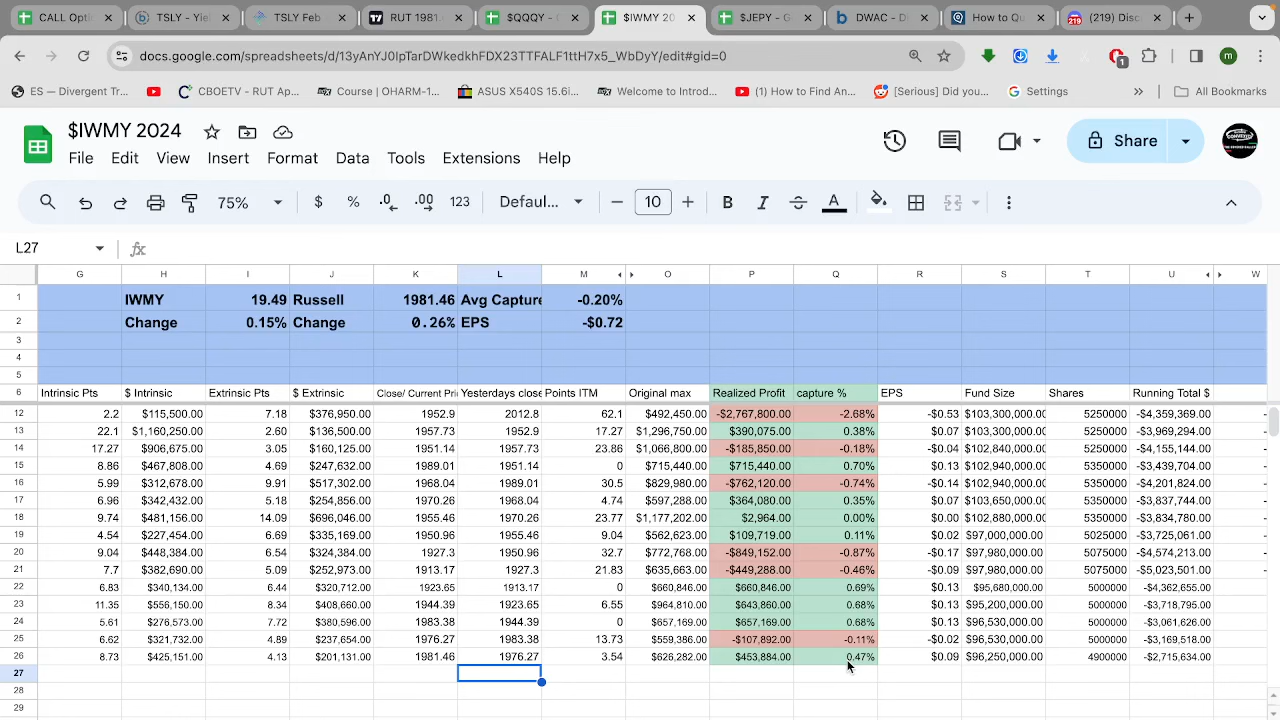 CALL Opti
TSLY - Yiel
TSLY Feb
RUT 1981.
$QQQY - G
$IWMY 20
$JEPY - G
DWAC - D
How to Qu
(219) Disc
docs.google.com/spreadsheets/d/13yAnYJ0IpTarDWkedkhFDX23TTFALF1ttH7x5_WbDyY/edit#gid=0
ES — Divergent Tr...
CBOETV – RUT Ap...
Course | OHARM-1...
ASUS X540S 15.6i...
Welcome to Introd...
(1) How to Find An...
[Serious] Did you...
Settings
All Bookmarks
$IWMY 2024
File Edit View Insert Format Data Tools Extensions Help
Share
75% $ % .0 .00 123 Defaul... 10 B I A
L27
G H I J K L M O P Q R S T U W
1 IWMY 19.49 Russell 1981.46 Avg Capture -0.20%
2 Change 0.15% Change 0.26% EPS -$0.72
3
4
5
6 Intrinsic Pts $ Intrinsic Extrinsic Pts $ Extrinsic Close/ Current Pri Yesterdays close Points ITM Original max Realized Profit capture % EPS Fund Size Shares Running Total $
12 2.2 $115,500.00 7.18 $376,950.00 1952.9 2012.8 62.1 $492,450.00 -$2,767,800.00 -2.68% -$0.53 $103,300,000.00 5250000 -$4,359,369.00
13 22.1 $1,160,250.00 2.60 $136,500.00 1957.73 1952.9 17.27 $1,296,750.00 $390,075.00 0.38% $0.07 $103,300,000.00 5250000 -$3,969,294.00
14 17.27 $906,675.00 3.05 $160,125.00 1951.14 1957.73 23.86 $1,066,800.00 -$185,850.00 -0.18% -$0.04 $102,840,000.00 5250000 -$4,155,144.00
15 8.86 $467,808.00 4.69 $247,632.00 1989.01 1951.14 0 $715,440.00 $715,440.00 0.70% $0.13 $102,940,000.00 5350000 -$3,439,704.00
16 5.99 $312,678.00 9.91 $517,302.00 1968.04 1989.01 30.5 $829,980.00 -$762,120.00 -0.74% -$0.14 $102,940,000.00 5350000 -$4,201,824.00
17 6.96 $342,432.00 5.18 $254,856.00 1970.26 1968.04 4.74 $597,288.00 $364,080.00 0.35% $0.07 $103,650,000.00 5350000 -$3,837,744.00
18 9.74 $481,156.00 14.09 $696,046.00 1955.46 1970.26 23.77 $1,177,202.00 $2,964.00 0.00% $0.00 $102,880,000.00 5350000 -$3,834,780.00
19 4.54 $227,454.00 6.69 $335,169.00 1950.96 1955.46 9.04 $562,623.00 $109,719.00 0.11% $0.02 $97,000,000.00 5025000 -$3,725,061.00
20 9.04 $448,384.00 6.54 $324,384.00 1927.3 1950.96 32.7 $772,768.00 -$849,152.00 -0.87% -$0.17 $97,980,000.00 5075000 -$4,574,213.00
21 7.7 $382,690.00 5.09 $252,973.00 1913.17 1927.3 21.83 $635,663.00 -$449,288.00 -0.46% -$0.09 $97,980,000.00 5075000 -$5,023,501.00
22 6.83 $340,134.00 6.44 $320,712.00 1923.65 1913.17 0 $660,846.00 $660,846.00 0.69% $0.13 $95,680,000.00 5000000 -$4,362,655.00
23 11.35 $556,150.00 8.34 $408,660.00 1944.39 1923.65 6.55 $964,810.00 $643,860.00 0.68% $0.13 $95,200,000.00 5000000 -$3,718,795.00
24 5.61 $276,573.00 7.72 $380,596.00 1983.38 1944.39 0 $657,169.00 $657,169.00 0.68% $0.13 $96,530,000.00 5000000 -$3,061,626.00
25 6.62 $321,732.00 4.89 $237,654.00 1976.27 1983.38 13.73 $559,386.00 -$107,892.00 -0.11% -$0.02 $96,530,000.00 5000000 -$3,169,518.00
26 8.73 $425,151.00 4.13 $201,131.00 1981.46 1976.27 3.54 $626,282.00 $453,884.00 0.47% $0.09 $96,250,000.00 4900000 -$2,715,634.00
27
28
29